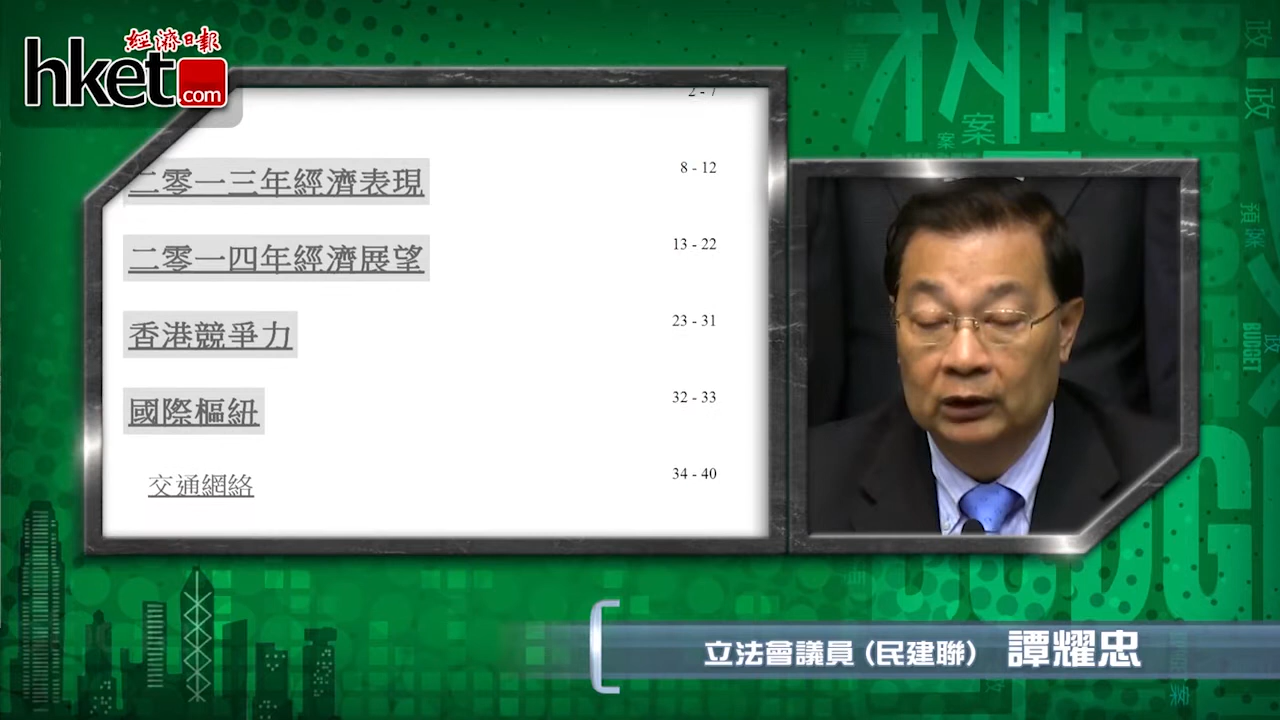 經濟日報
hket.com
2 - 7
二零一三年經濟表現 8 - 12
二零一四年經濟展望 13 - 22
香港競爭力 23 - 31
國際樞紐 32 - 33
交通網絡 34 - 40
BUDGET
立法會議員 (民建聯) 譚耀忠